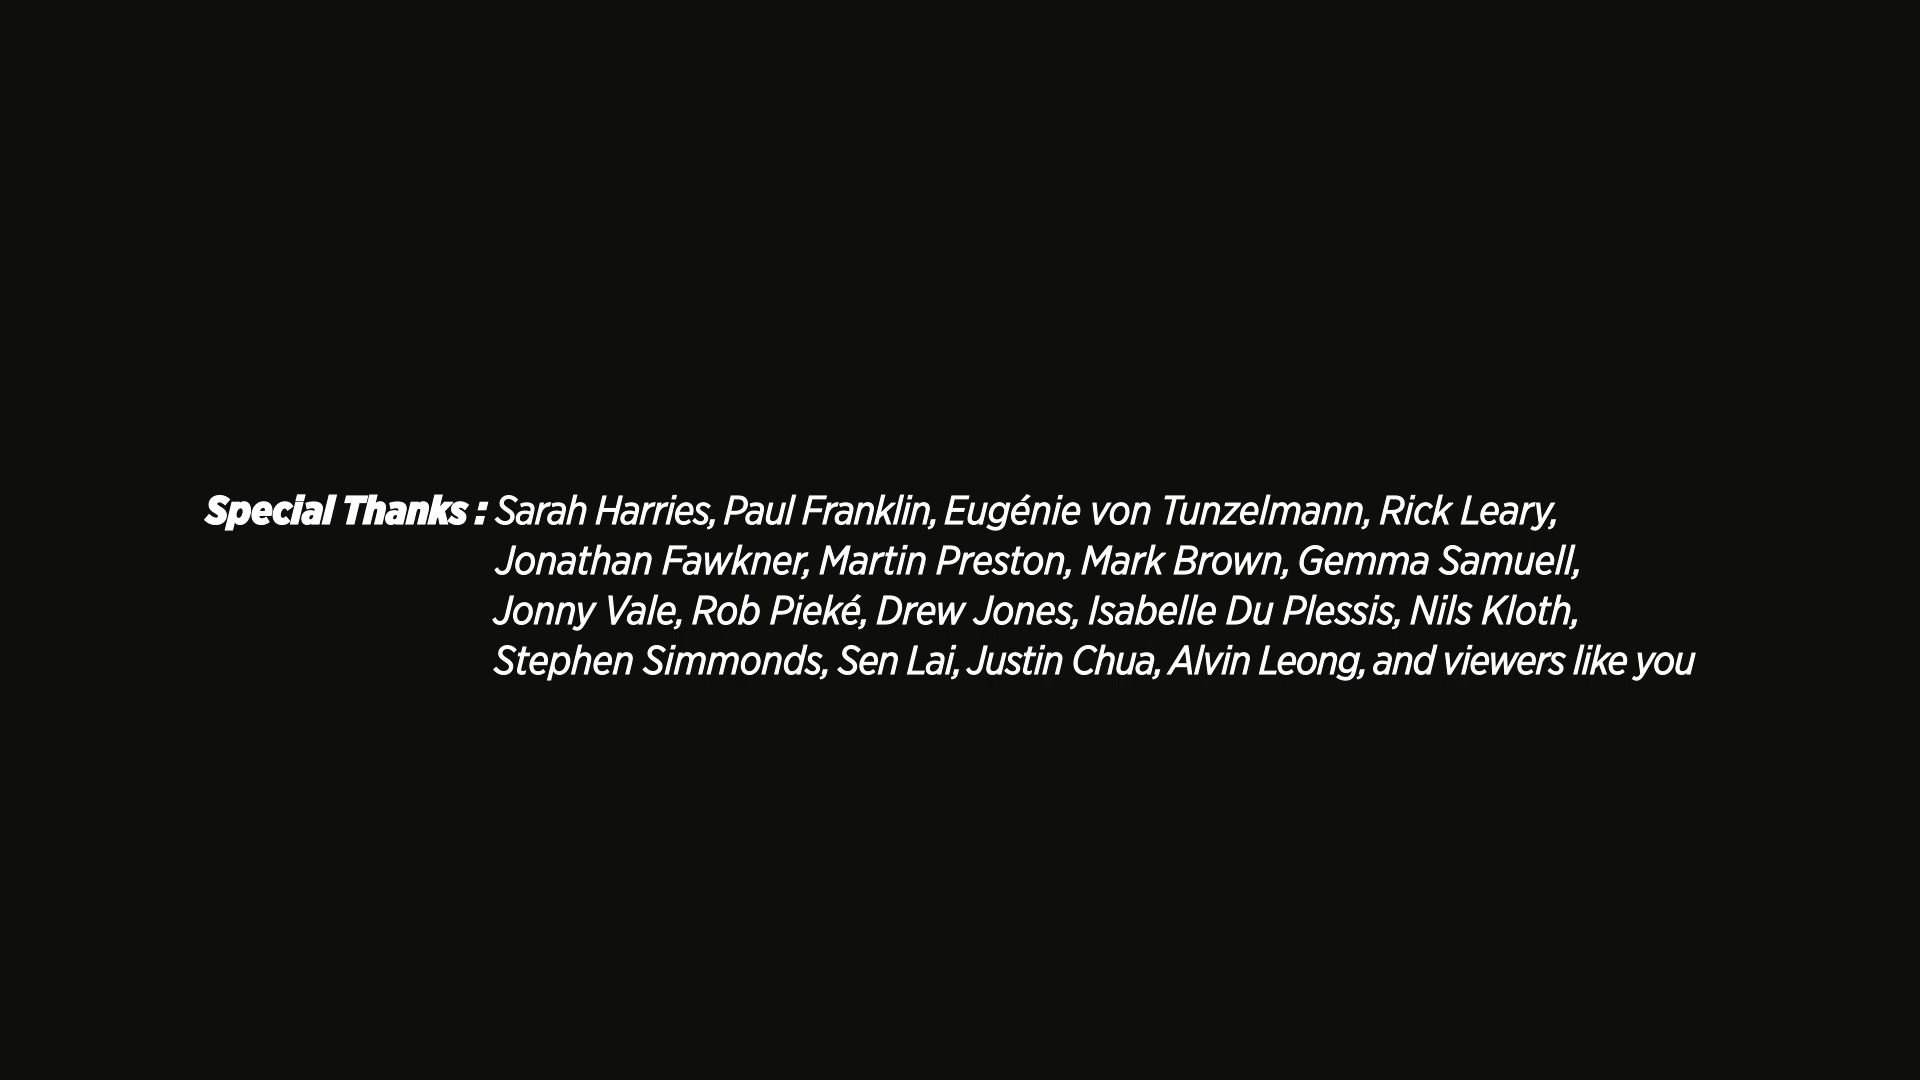 Special Thanks : Sarah Harries, Paul Franklin, Eugénie von Tunzelmann, Rick Leary,
Jonathan Fawkner, Martin Preston, Mark Brown, Gemma Samuell,
Jonny Vale, Rob Pieké, Drew Jones, Isabelle Du Plessis, Nils Kloth,
Stephen Simmonds, Sen Lai, Justin Chua, Alvin Leong, and viewers like you